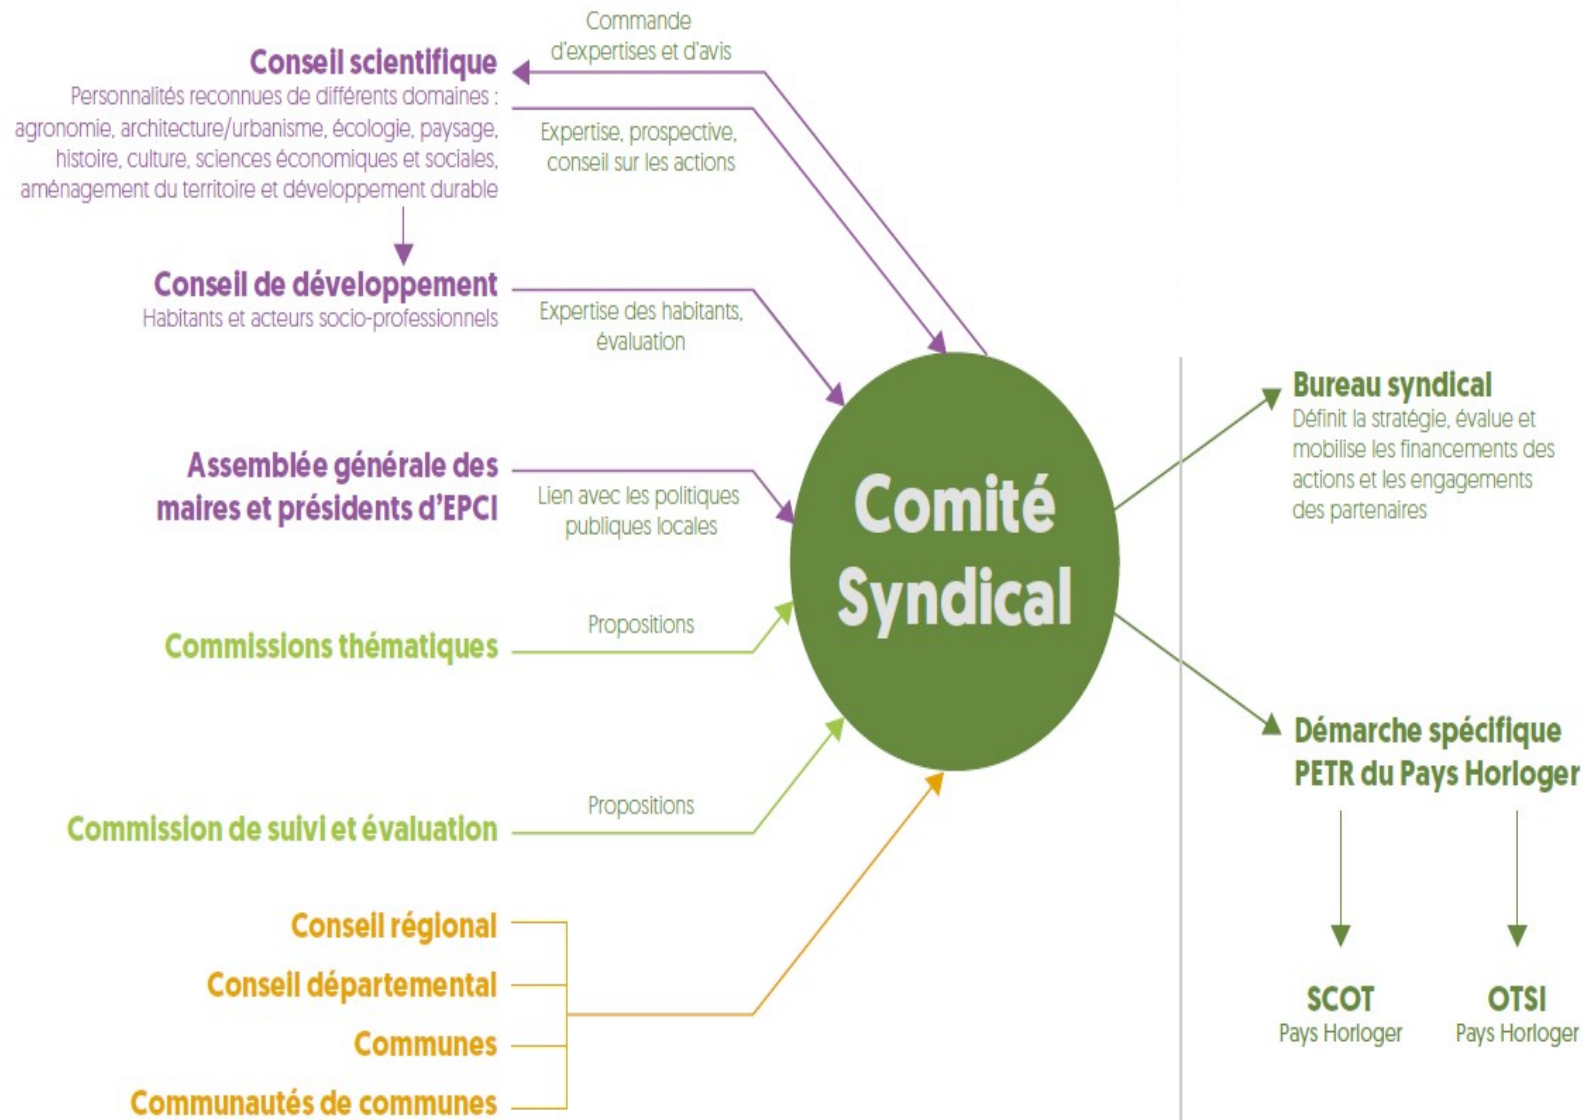 Commande
d'expertises et d'avis
Conseil scientifique
Personnalités reconnues de différents domaines :
agronomie, architecture/urbanisme, écologie, paysage,
histoire, culture, sciences économiques et sociales,
aménagement du territoire et développement durable
Expertise, prospective,
conseil sur les actions
Conseil de développement
Habitants et acteurs socio-professionnels
Expertise des habitants,
évaluation
Assemblée générale des
maires et présidents d'EPCI
Lien avec les politiques
publiques locales
Commissions thématiques
Propositions
Commission de suivi et évaluation
Propositions
Conseil régional
Conseil départemental
Communes
Communautés de communes
Comité
Syndical
Bureau syndical
Définit la stratégie, évalue et
mobilise les financements des
actions et les engagements
des partenaires
Démarche spécifique
PETR du Pays Horloger
SCOT
Pays Horloger
OTSI
Pays Horloger